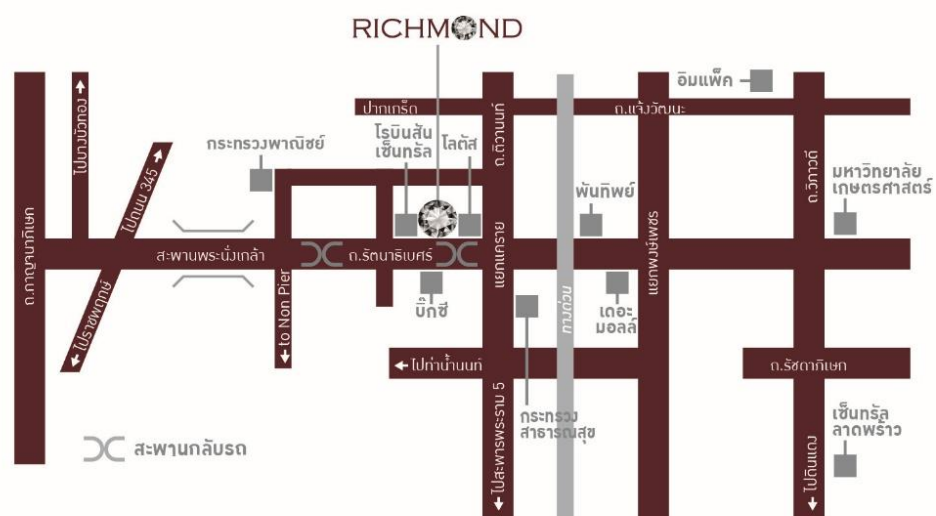 RICHMOND
อิมแพ็ค
ปากเกร็ด
ถ.แจ้งวัฒนะ
ไปบางบัวทอง
ถ.ติวานนท์
โรบินสัน
เซ็นทรัล
โลตัส
กระทรวงพาณิชย์
ไปถนน 345
พันทิพย์
ถ.วิภาวดี
มหาวิทยาลัย
เกษตรศาสตร์
ถ.กาญจนาภิเษก
สะพานพระนั่งเกล้า
ถ.รัตนาธิเบศร์
แยกแคราย
แยกพงษ์เพชร
ไปราชพฤกษ์
to Non Pier
บิ๊กซี
ทางด่วน
เดอะ
มอลล์
ไปท่าน้ำนนท์
ถ.รัชดาภิเษก
กระทรวง
สาธารณสุข
ไปสะพารพระราม 5
เซ็นทรัล
ลาดพร้าว
ไปดินแดง
สะพานกลับรถ